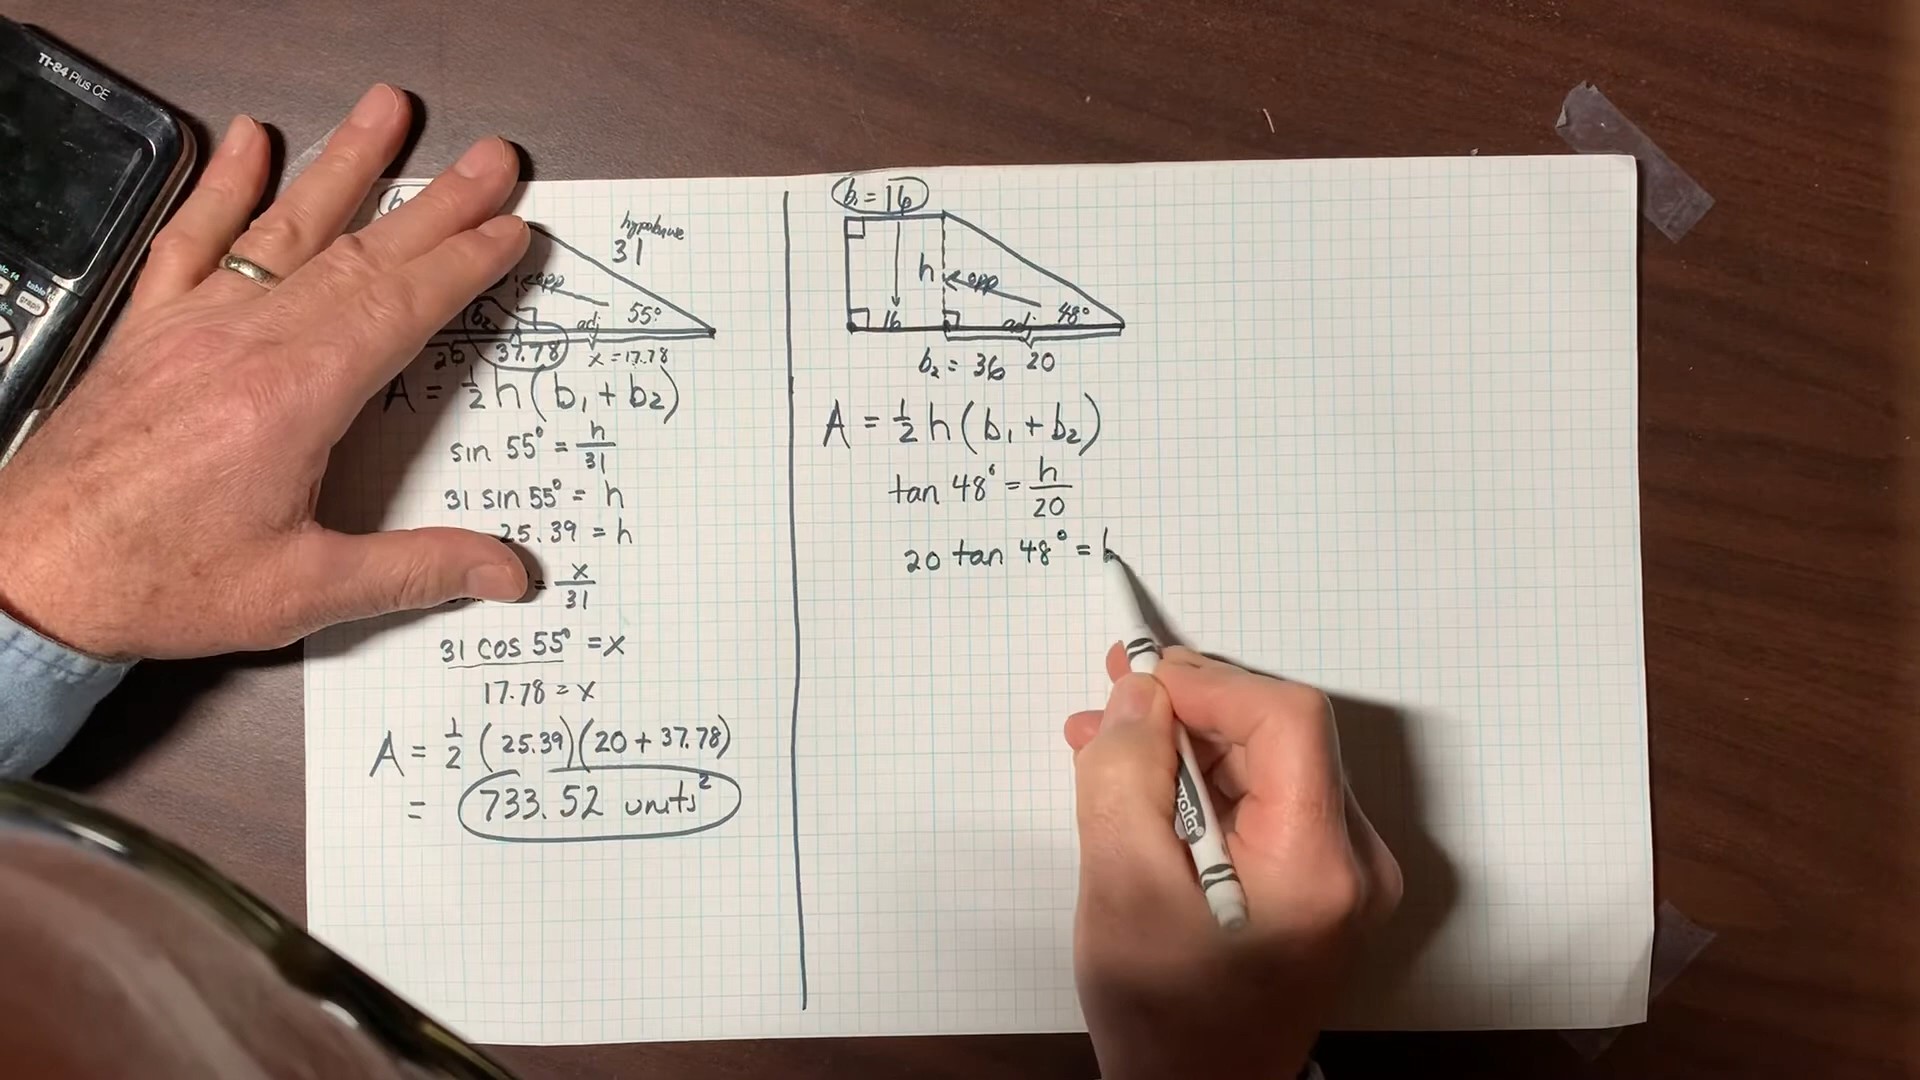 TI-84 Plus CE
table
graph
hypotenuse
31
opp
55°
adj
b₂
20
37.78
x = 17.78
A = 1/2 h(b₁ + b₂)
sin 55° = h/31
31 sin 55° = h
25.39 = h
= x/31
31 cos 55° = x
17.78 = x
A = 1/2 (25.39)(20 + 37.78)
= 733.52 units²
b₁ = 16
h
opp
48°
16
adj
b₂ = 36
20
A = 1/2 h(b₁ + b₂)
tan 48° = h/20
20 tan 48° = h
yola®